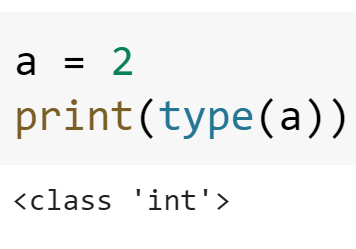 a = 2
print(type(a))
<class 'int'>